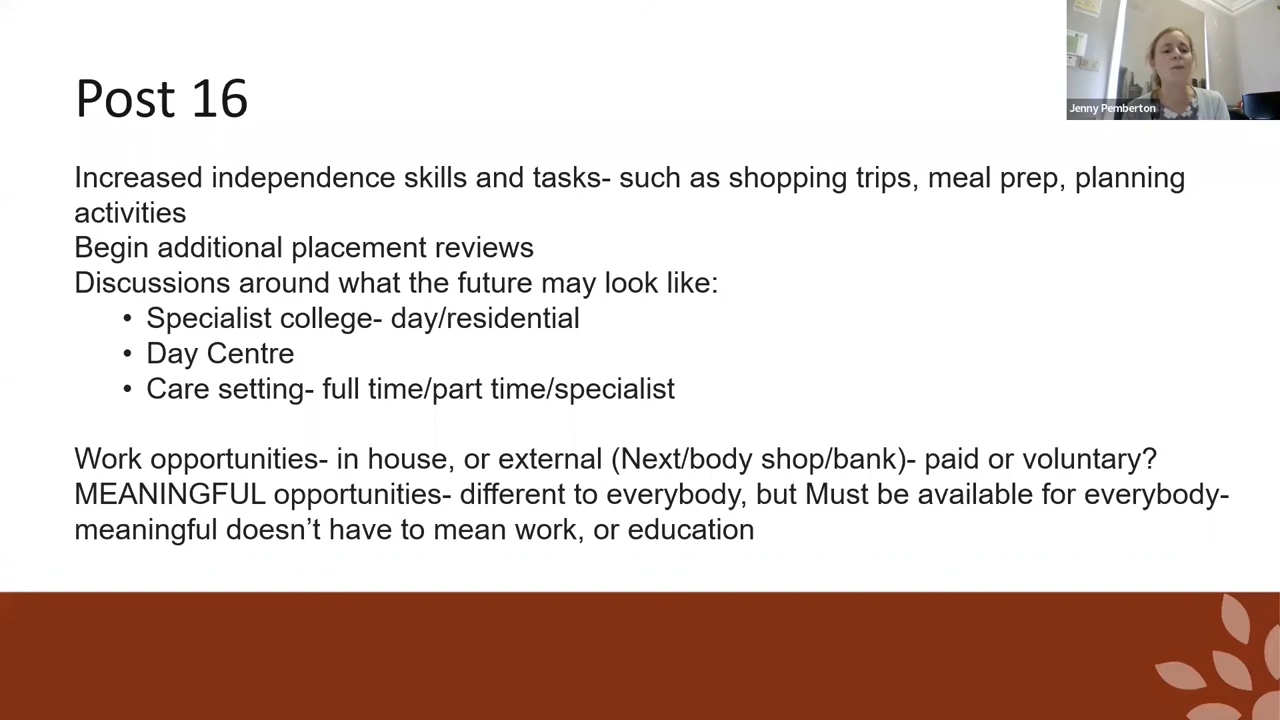 Jenny Pemberton
Post 16
Increased independence skills and tasks- such as shopping trips, meal prep, planning
activities
Begin additional placement reviews
Discussions around what the future may look like:
• Specialist college- day/residential
• Day Centre
• Care setting- full time/part time/specialist
Work opportunities- in house, or external (Next/body shop/bank)- paid or voluntary?
MEANINGFUL opportunities- different to everybody, but Must be available for everybody-
meaningful doesn’t have to mean work, or education